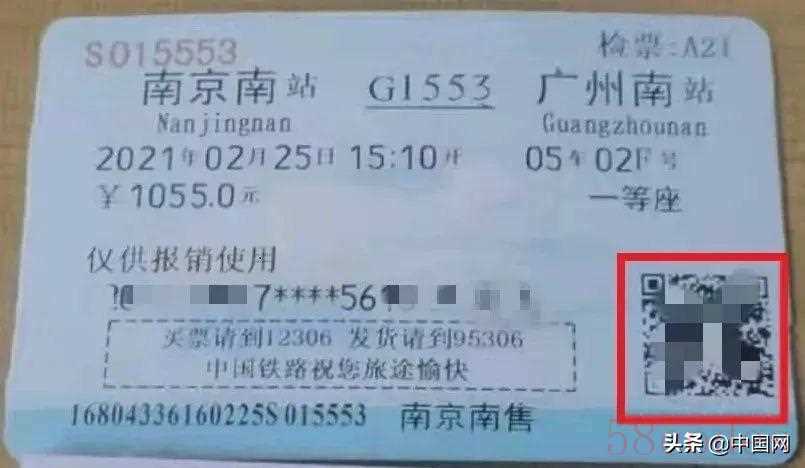 S015553 检票:A21
南京南站 G1553 广州南站
Nanjingnan Guangzhounan
2021年02月25日 15:10开 05车02F号
¥1055.0元 一等座
仅供报销使用
7****561
买票请到12306 发货请到95306
中国铁路祝您旅途愉快
16804336160225S015553 南京南售
头条 @中国网